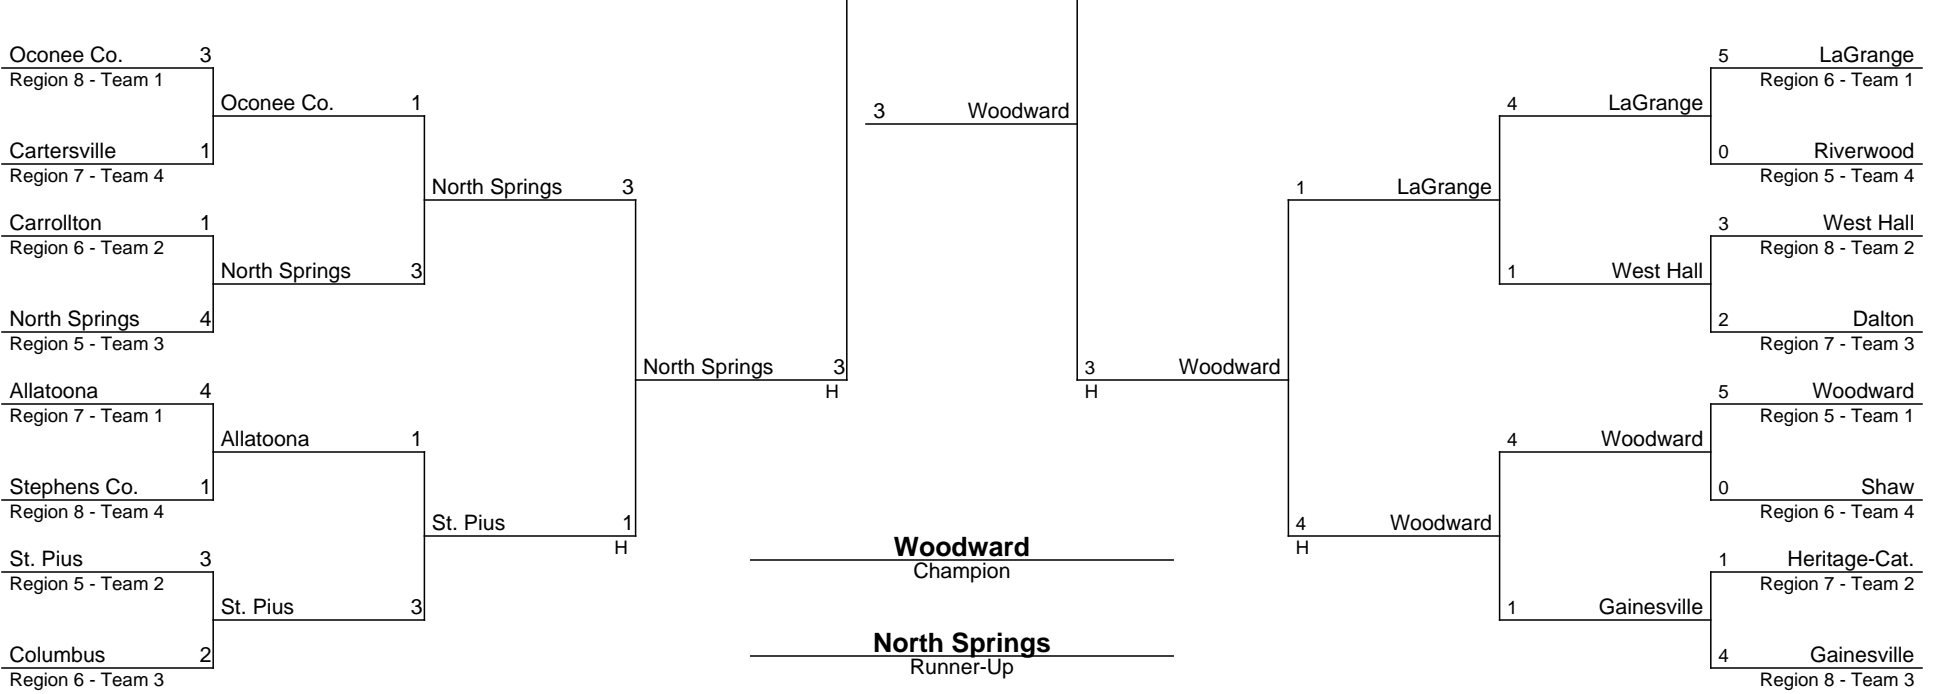 Oconee Co. 3
Region 8 - Team 1
Oconee Co. 1
Cartersville 1
Region 7 - Team 4
North Springs 3
Carrollton 1
Region 6 - Team 2
North Springs 3
North Springs 4
Region 5 - Team 3
North Springs 3
H
Allatoona 4
Region 7 - Team 1
Allatoona 1
Stephens Co. 1
Region 8 - Team 4
St. Pius 1
H
St. Pius 3
Region 5 - Team 2
St. Pius 3
Columbus 2
Region 6 - Team 3
3 Woodward
Woodward
Champion
North Springs
Runner-Up
5 LaGrange
Region 6 - Team 1
4 LaGrange
0 Riverwood
Region 5 - Team 4
1 LaGrange
3 West Hall
Region 8 - Team 2
1 West Hall
2 Dalton
Region 7 - Team 3
3 Woodward
H
5 Woodward
Region 5 - Team 1
4 Woodward
0 Shaw
Region 6 - Team 4
4 Woodward
H
1 Heritage-Cat.
Region 7 - Team 2
1 Gainesville
4 Gainesville
Region 8 - Team 3